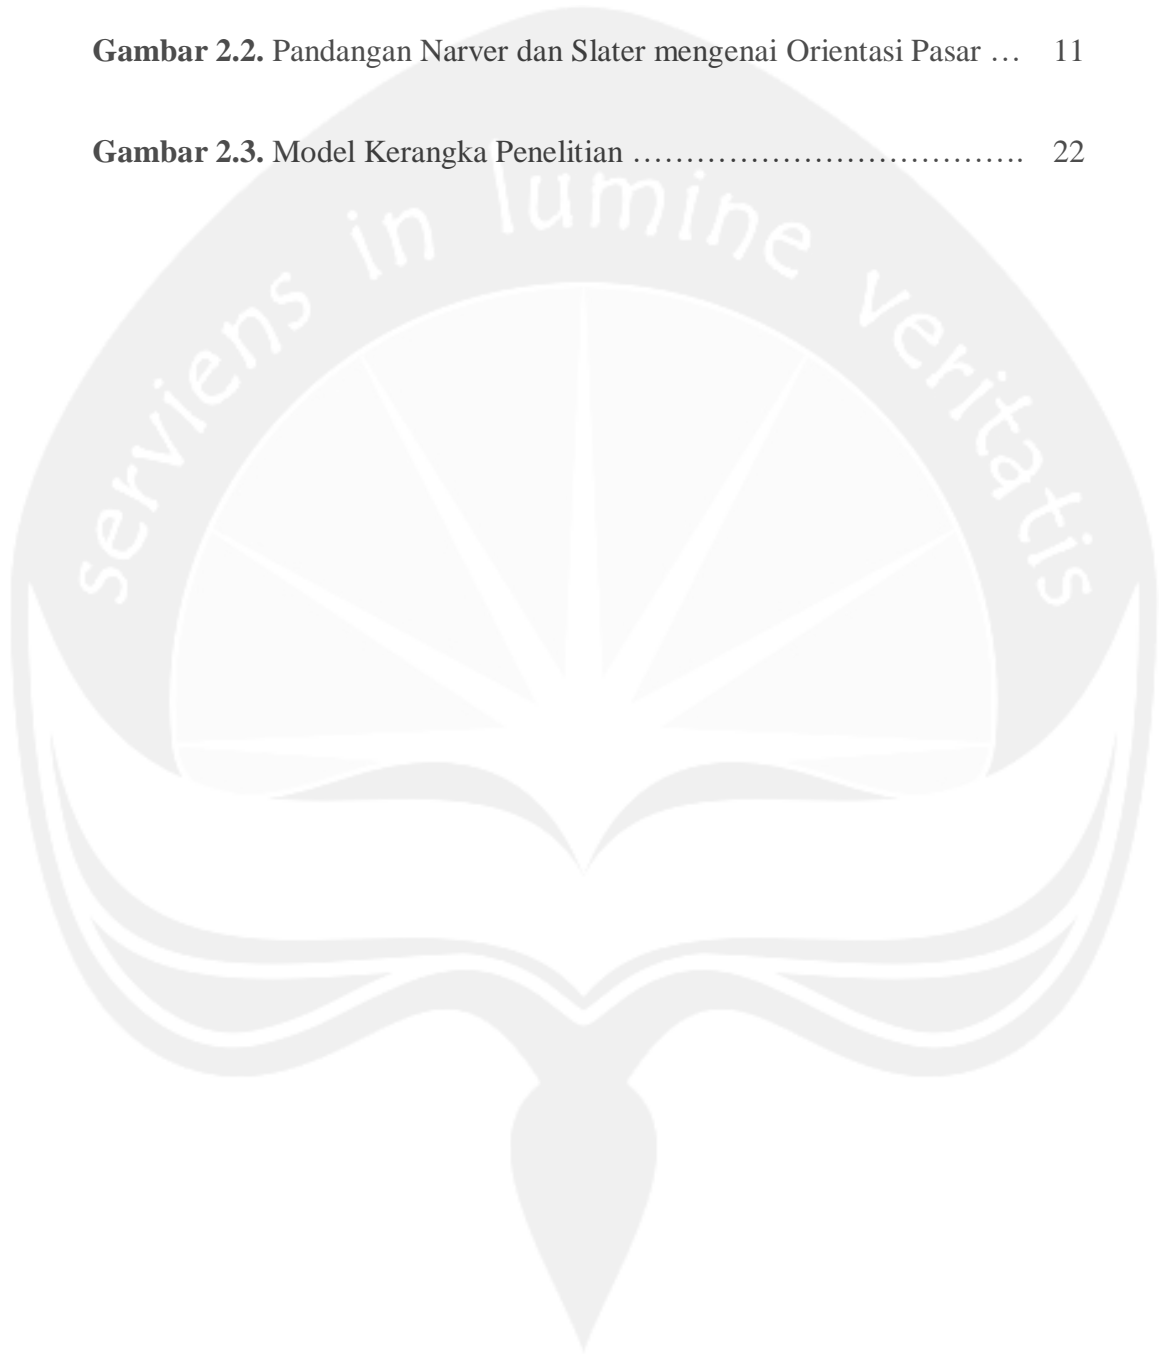 Gambar 2.2. Pandangan Narver dan Slater mengenai Orientasi Pasar … 11
Gambar 2.3. Model Kerangka Penelitian ………………………………. 22
serviens in lumine veritatis